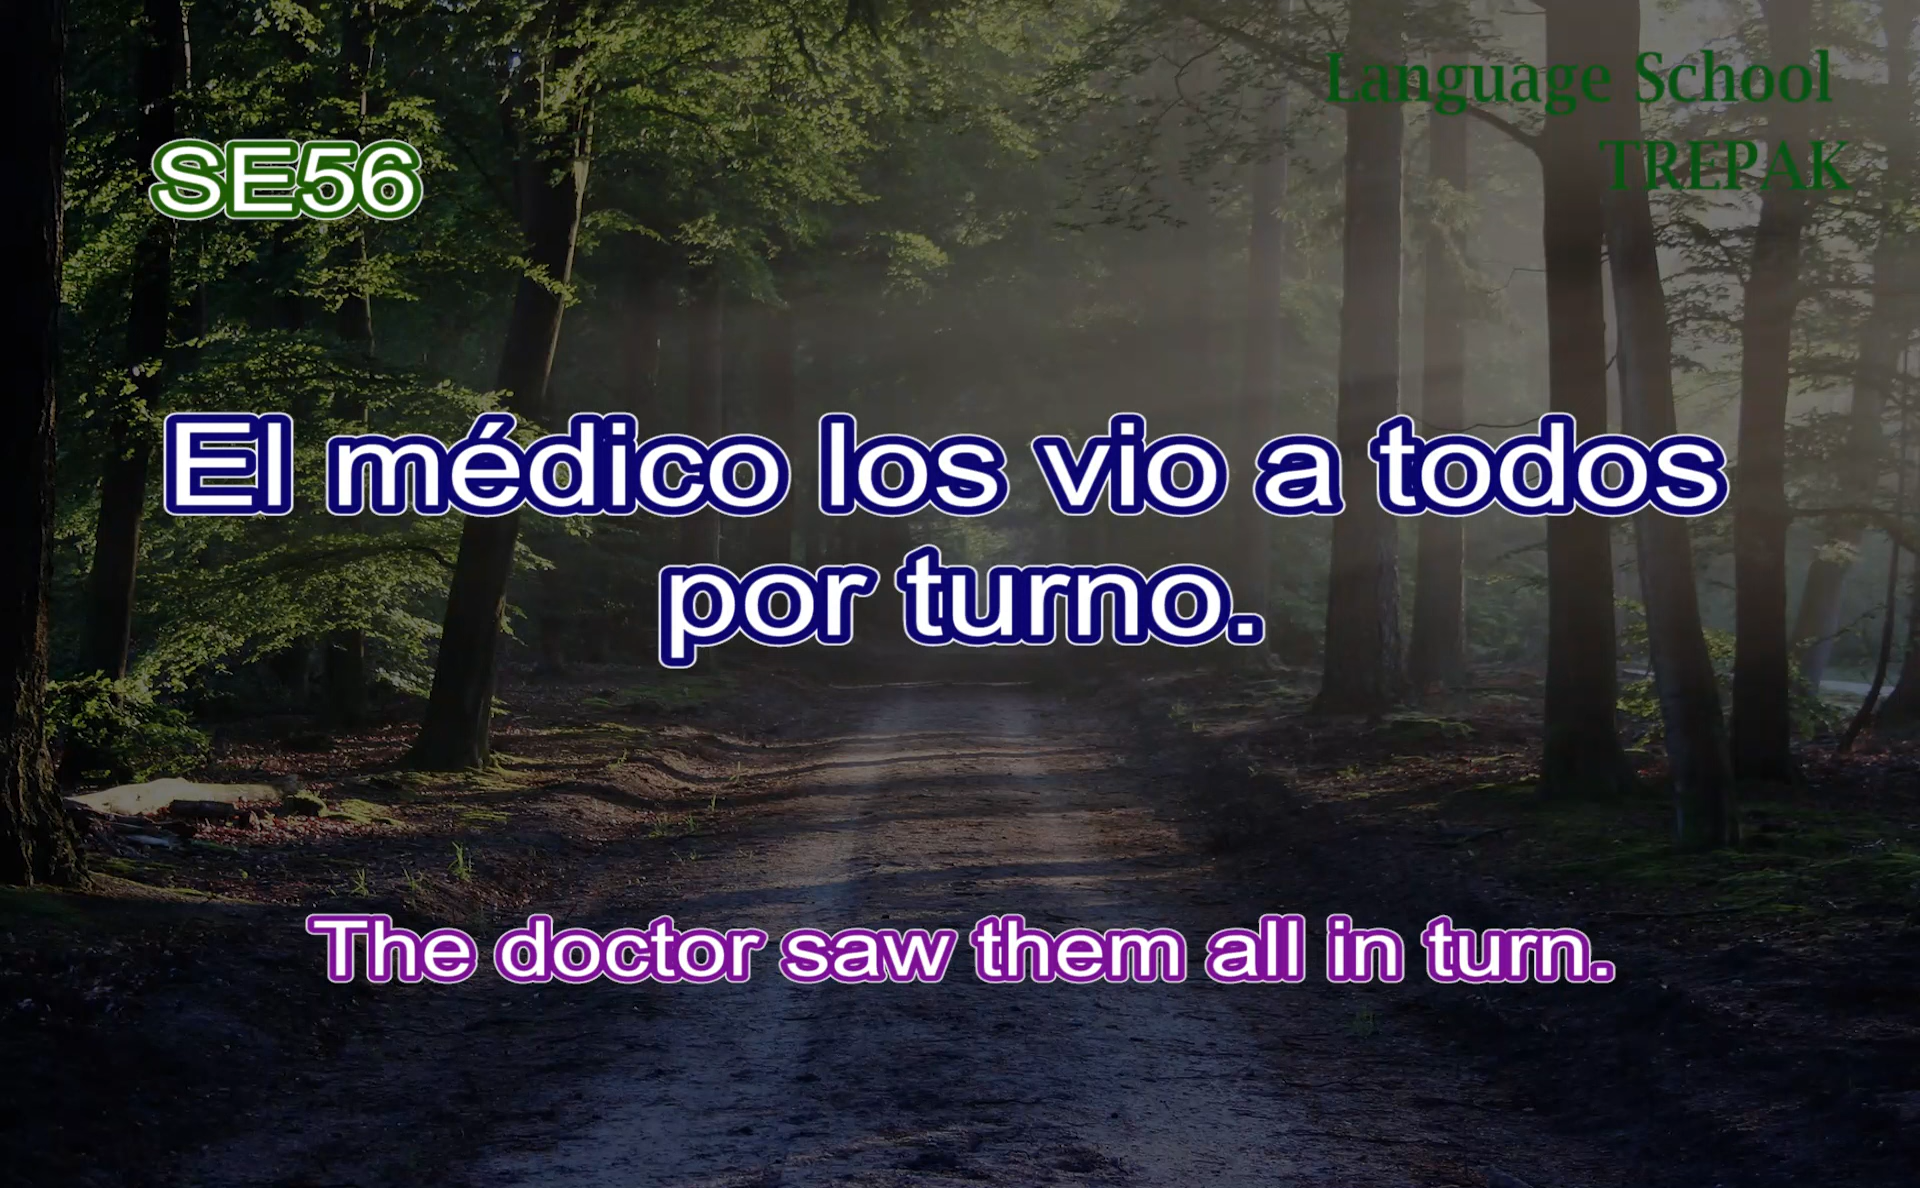 Language School
TREPAK
SE56
El médico los vio a todos
por turno.
The doctor saw them all in turn.